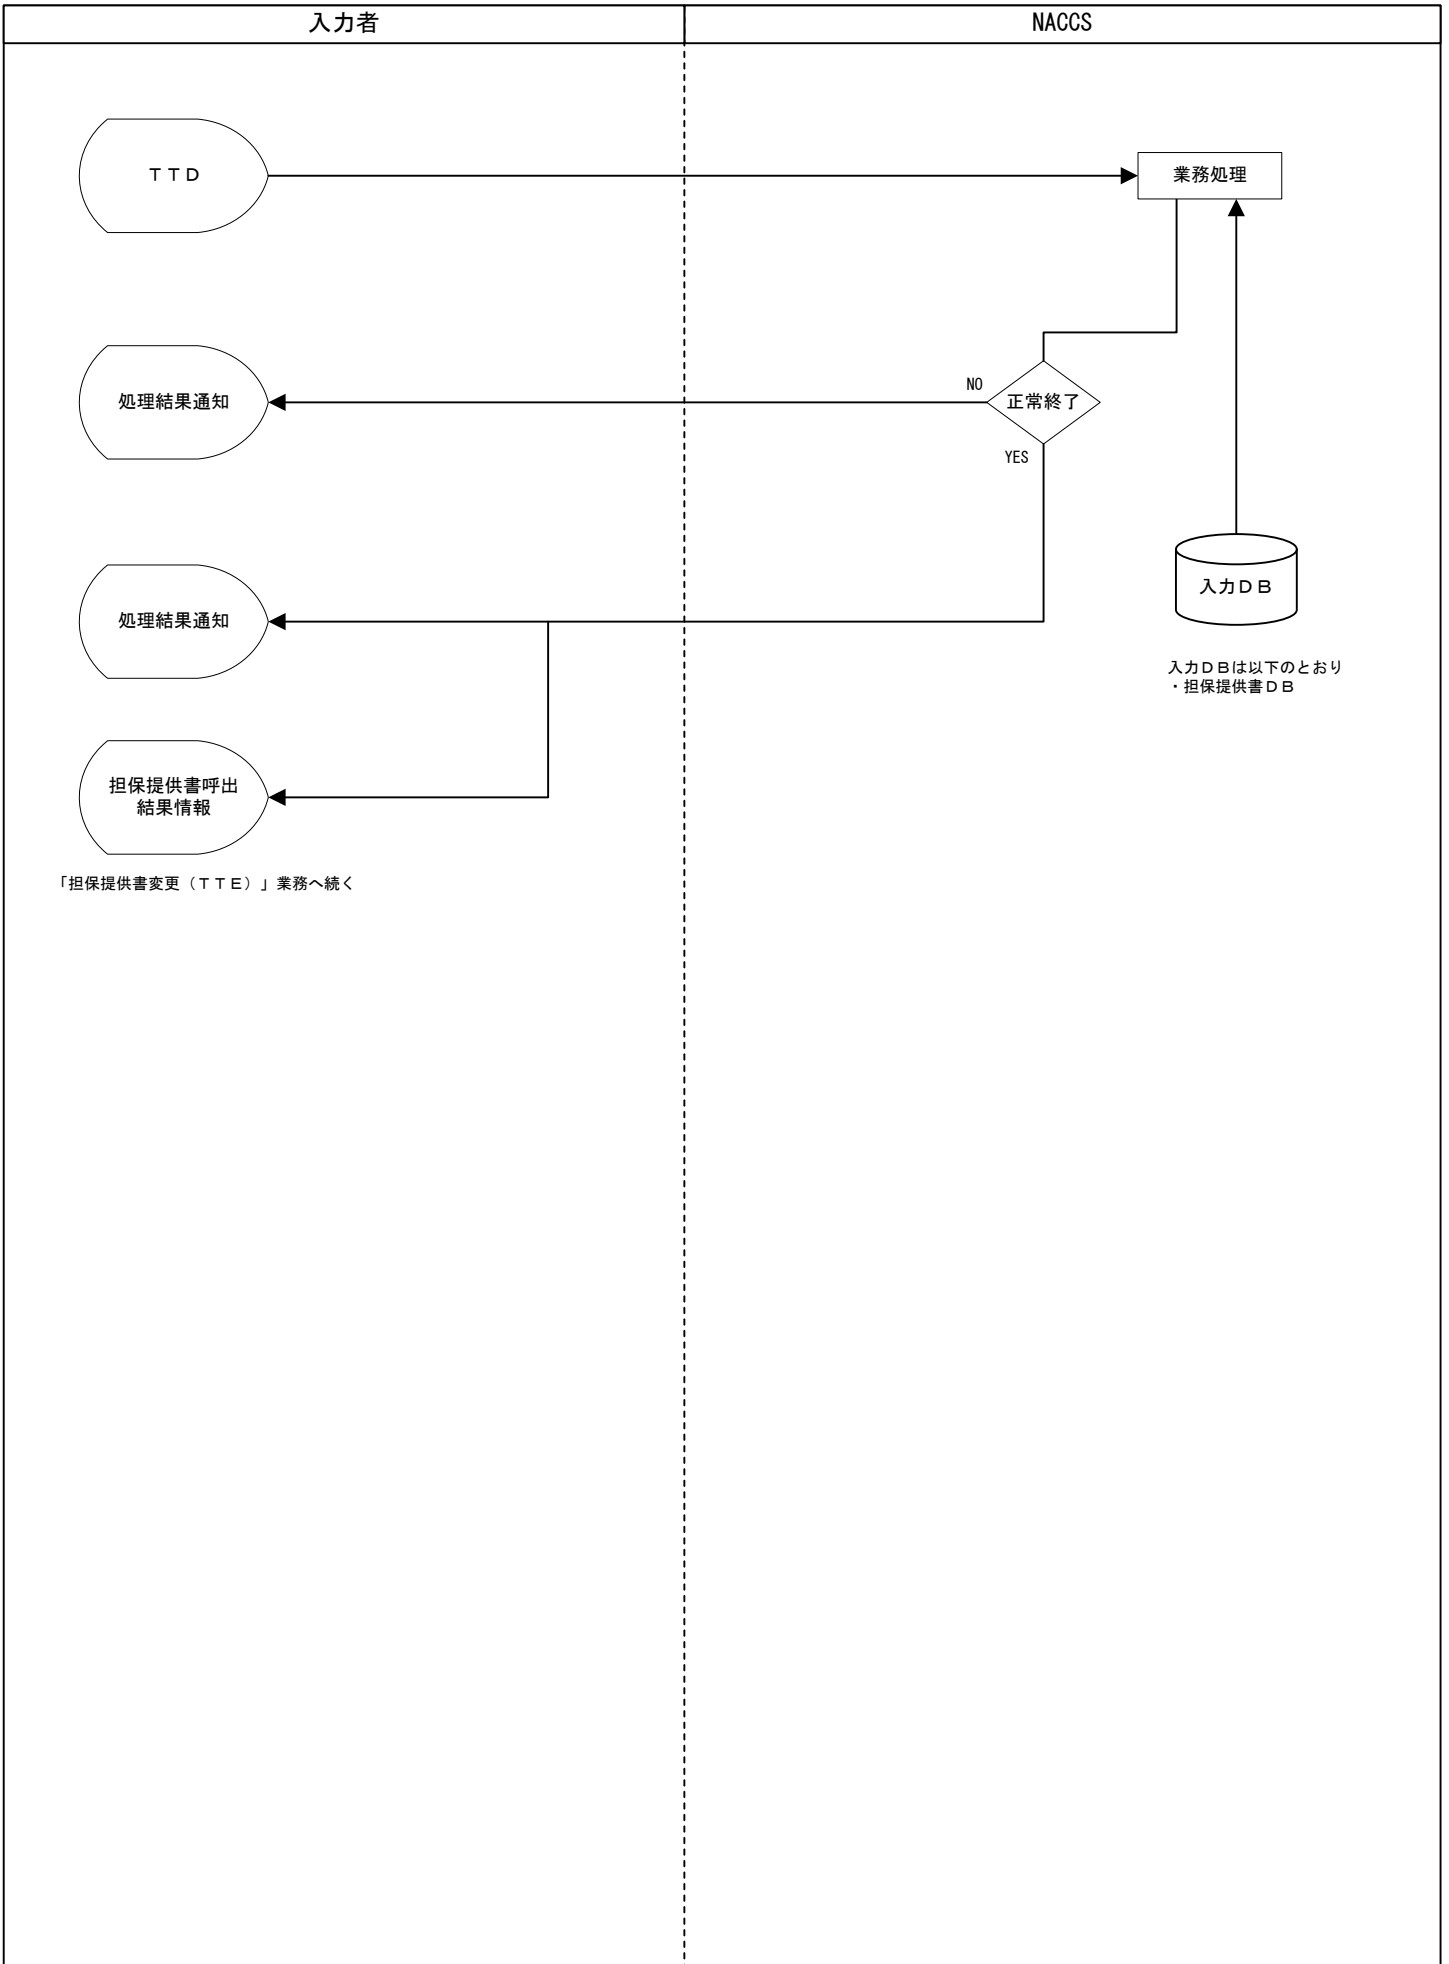 入力者
NACCS
ＴＴＤ
業務処理
処理結果通知
NO
正常終了
YES
処理結果通知
入力ＤＢ
入力ＤＢは以下のとおり
・担保提供書ＤＢ
担保提供書呼出
結果情報
「担保提供書変更（ＴＴＥ）」業務へ続く